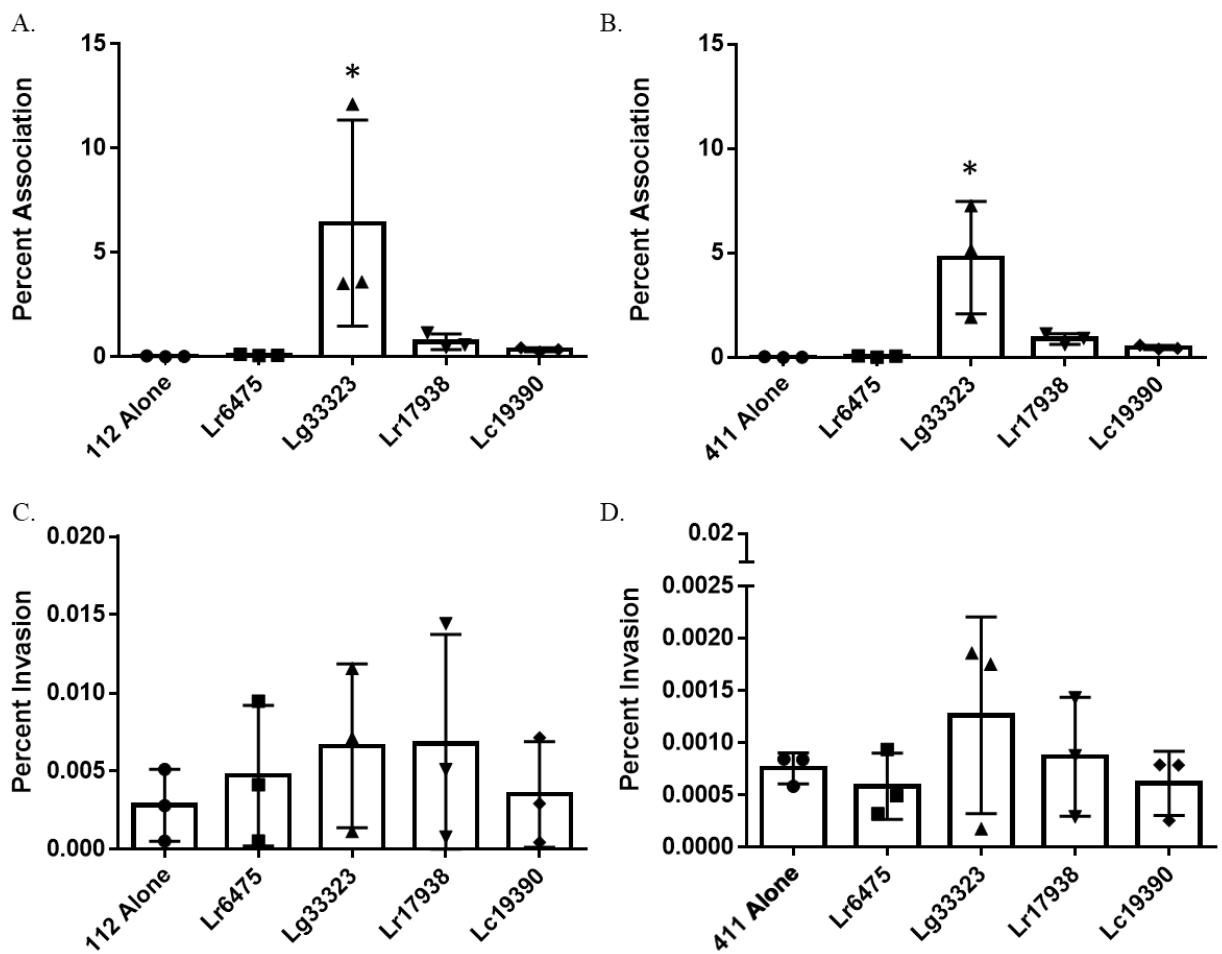 A.
15
10
5
0
Percent Association
*
112 Alone
Lr6475
Lg33323
Lr17938
Lc19390
B.
15
10
5
0
Percent Association
*
411 Alone
Lr6475
Lg33323
Lr17938
Lc19390
C.
0.020
0.015
0.010
0.005
0.000
Percent Invasion
112 Alone
Lr6475
Lg33323
Lr17938
Lc19390
D.
0.02
0.0025
0.0020
0.0015
0.0010
0.0005
0.0000
Percent Invasion
411 Alone
Lr6475
Lg33323
Lr17938
Lc19390